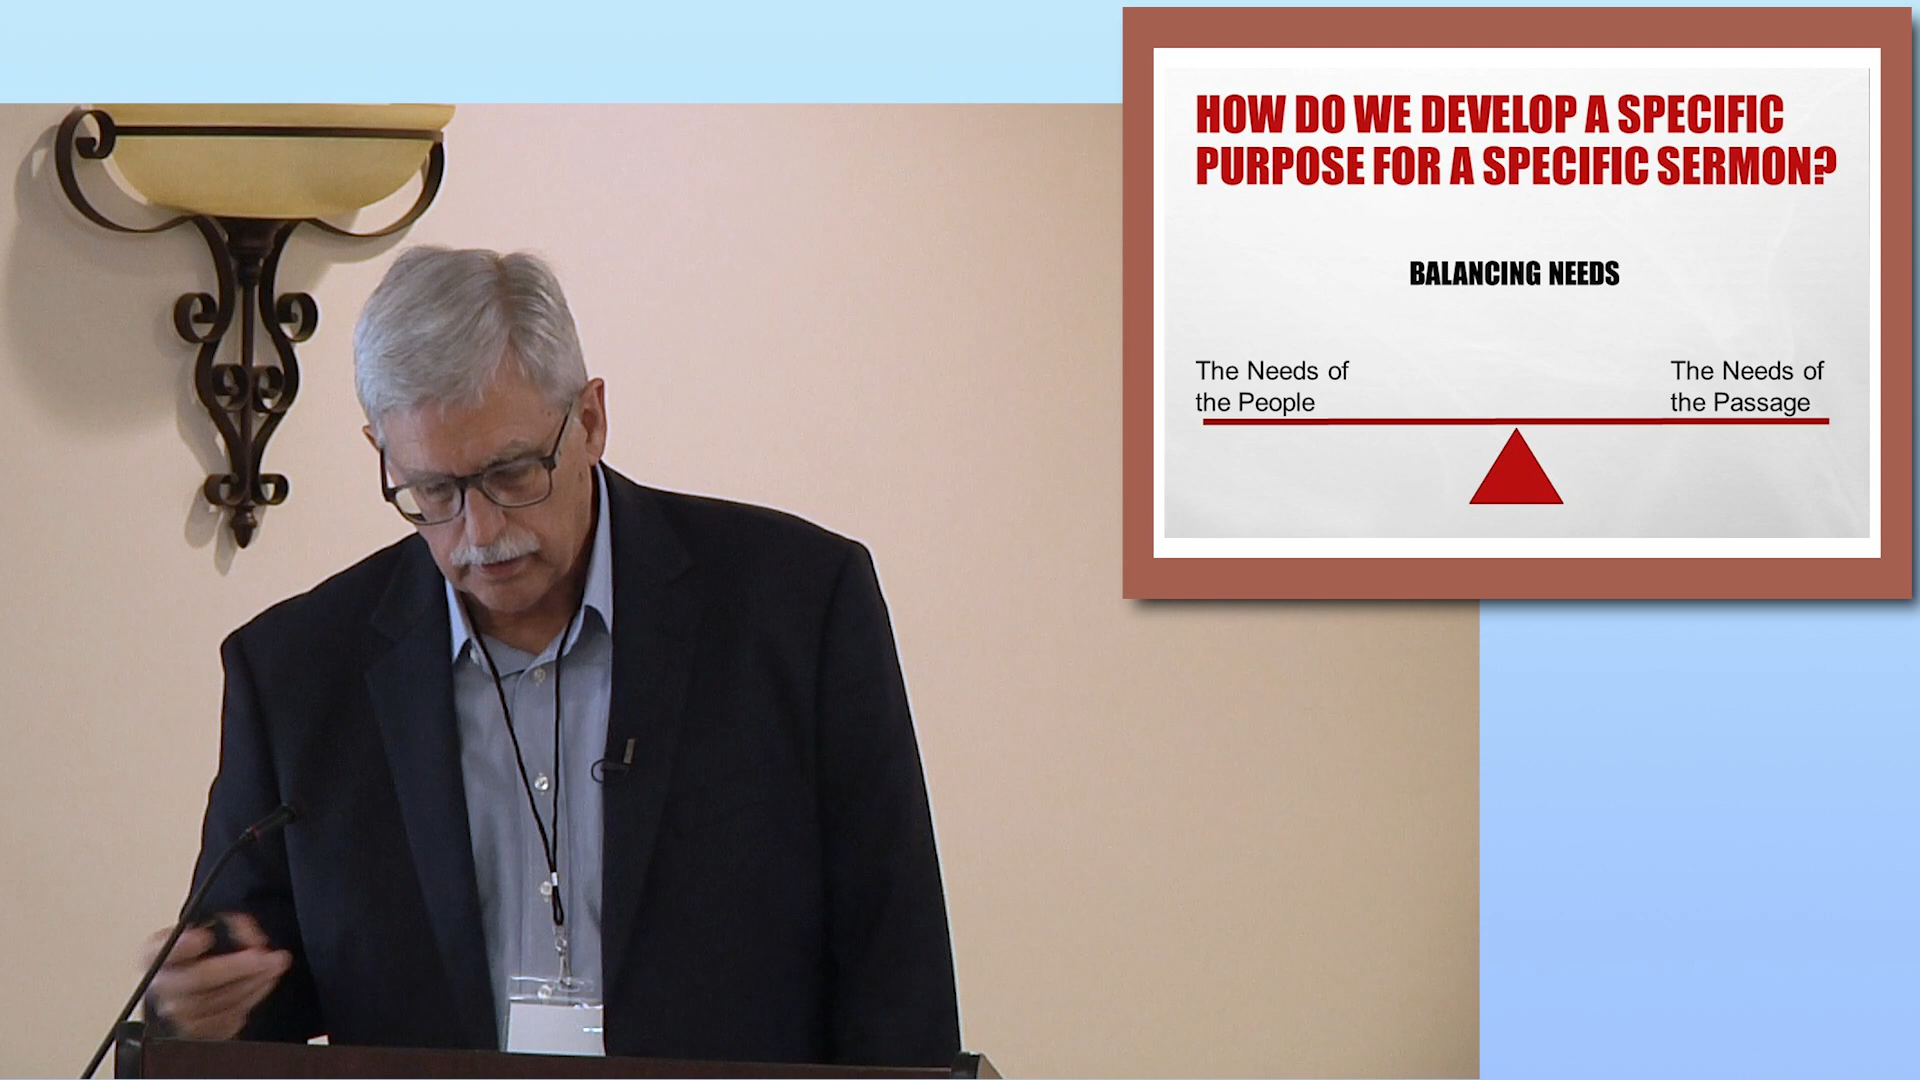 HOW DO WE DEVELOP A SPECIFIC
PURPOSE FOR A SPECIFIC SERMON?
BALANCING NEEDS
The Needs of
the People
The Needs of
the Passage